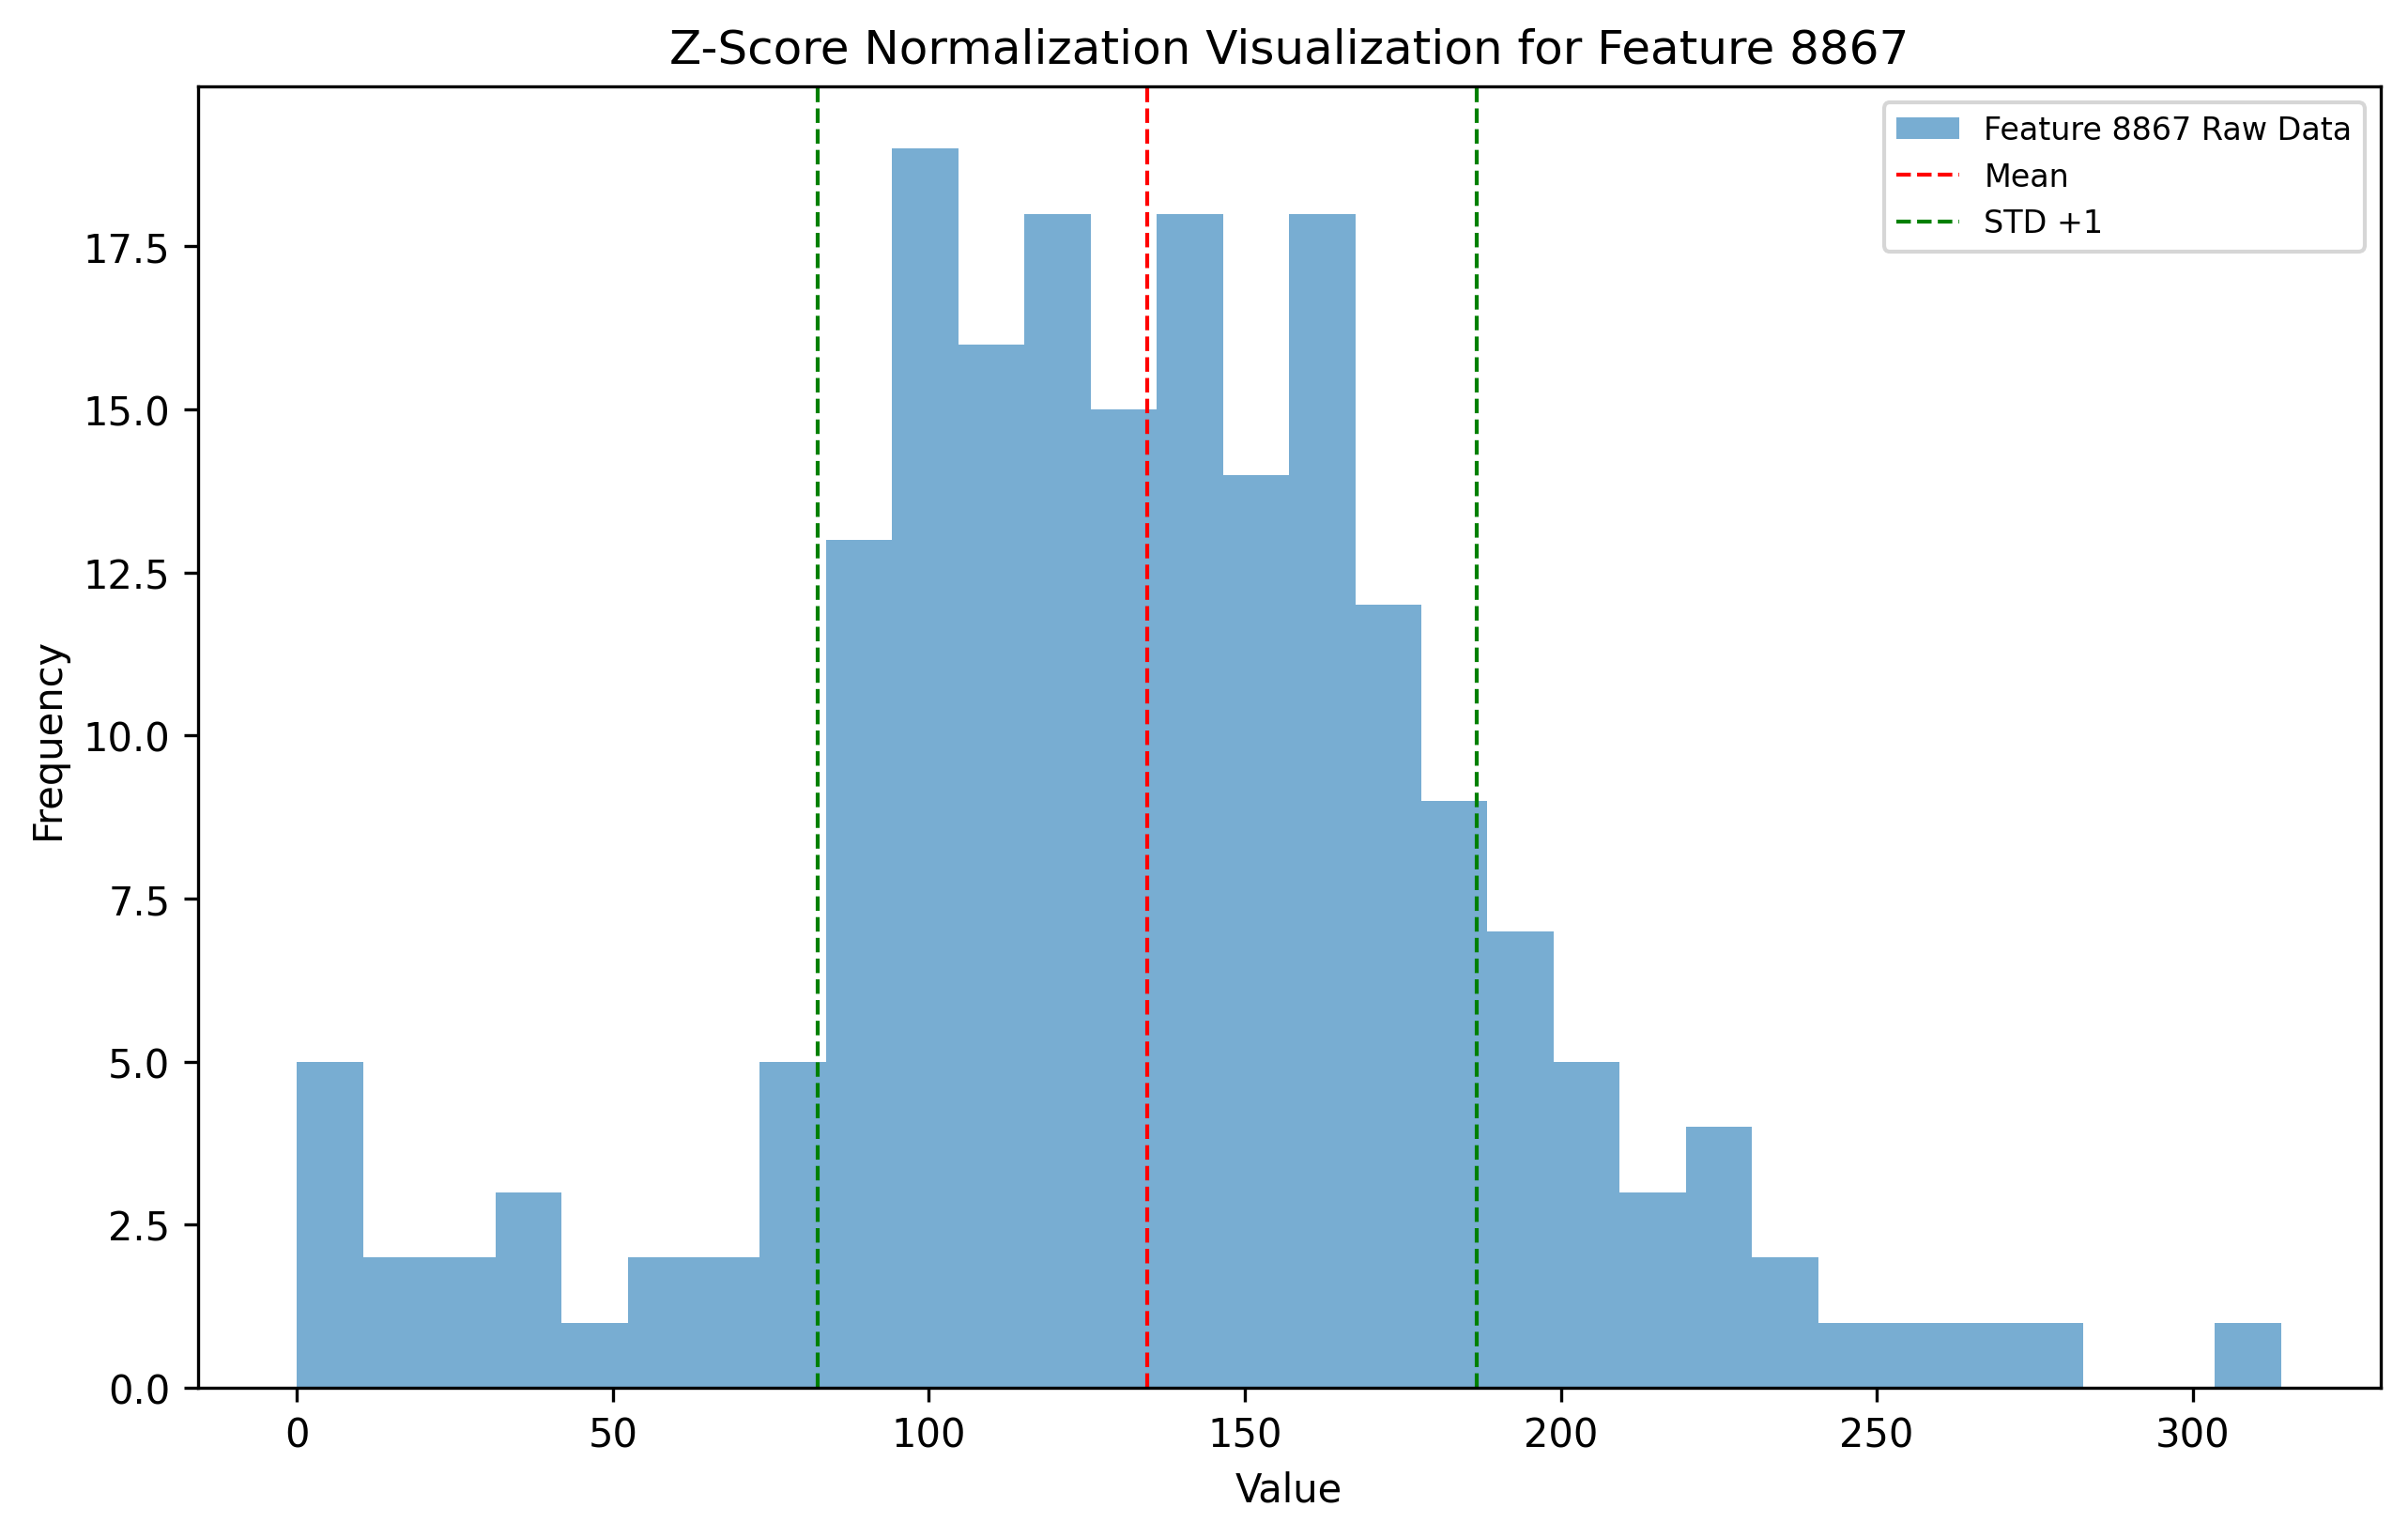 Z-Score Normalization Visualization for Feature 8867
Feature 8867 Raw Data
Mean
STD +1
17.5
15.0
12.5
10.0
7.5
5.0
2.5
0.0
Frequency
0 50 100 150 200 250 300
Value